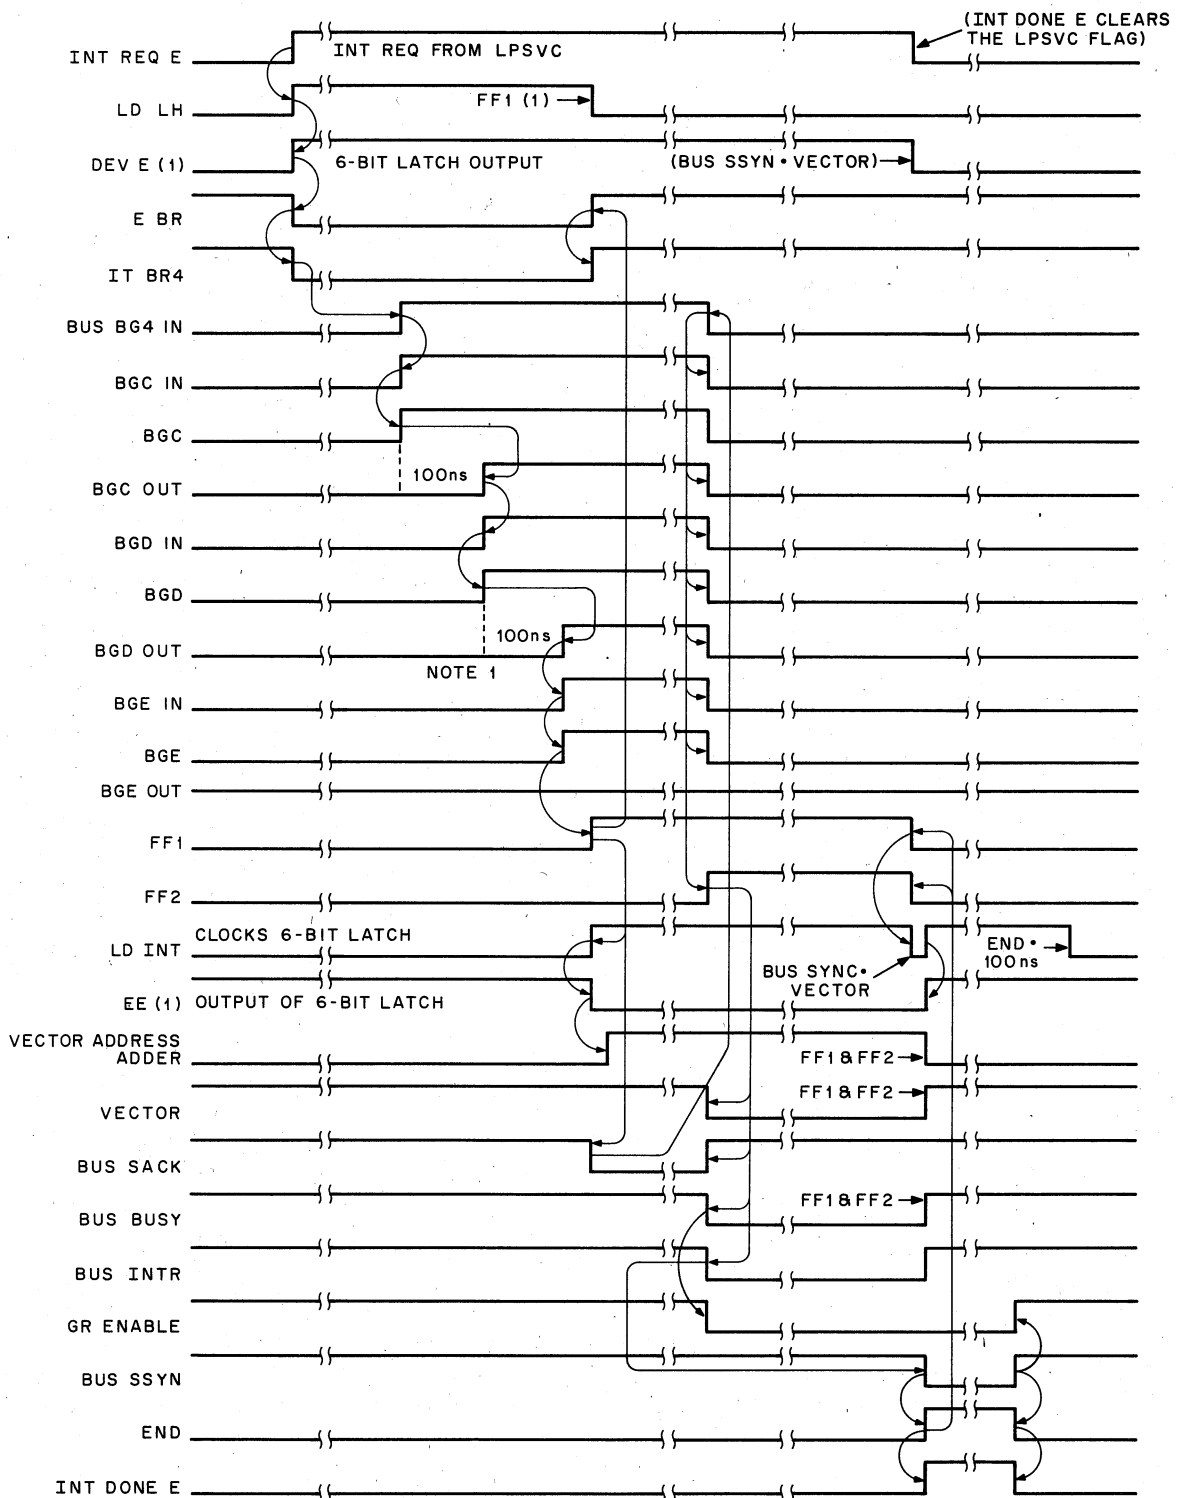 (INT DONE E CLEARS
THE LPSVC FLAG)
INT REQ E
INT REQ FROM LPSVC
LD LH
FF1 (1)
DEV E (1)
6-BIT LATCH OUTPUT
(BUS SSYN • VECTOR)
E BR
IT BR4
BUS BG4 IN
BGC IN
BGC
100ns
BGC OUT
BGD IN
BGD
100ns
BGD OUT
NOTE 1
BGE IN
BGE
BGE OUT
FF1
FF2
CLOCKS 6-BIT LATCH
LD INT
END •
100ns
BUS SYNC •
VECTOR
EE (1)
OUTPUT OF 6-BIT LATCH
VECTOR ADDRESS
ADDER
FF1 & FF2
VECTOR
FF1 & FF2
BUS SACK
BUS BUSY
FF1 & FF2
BUS INTR
GR ENABLE
BUS SSYN
END
INT DONE E